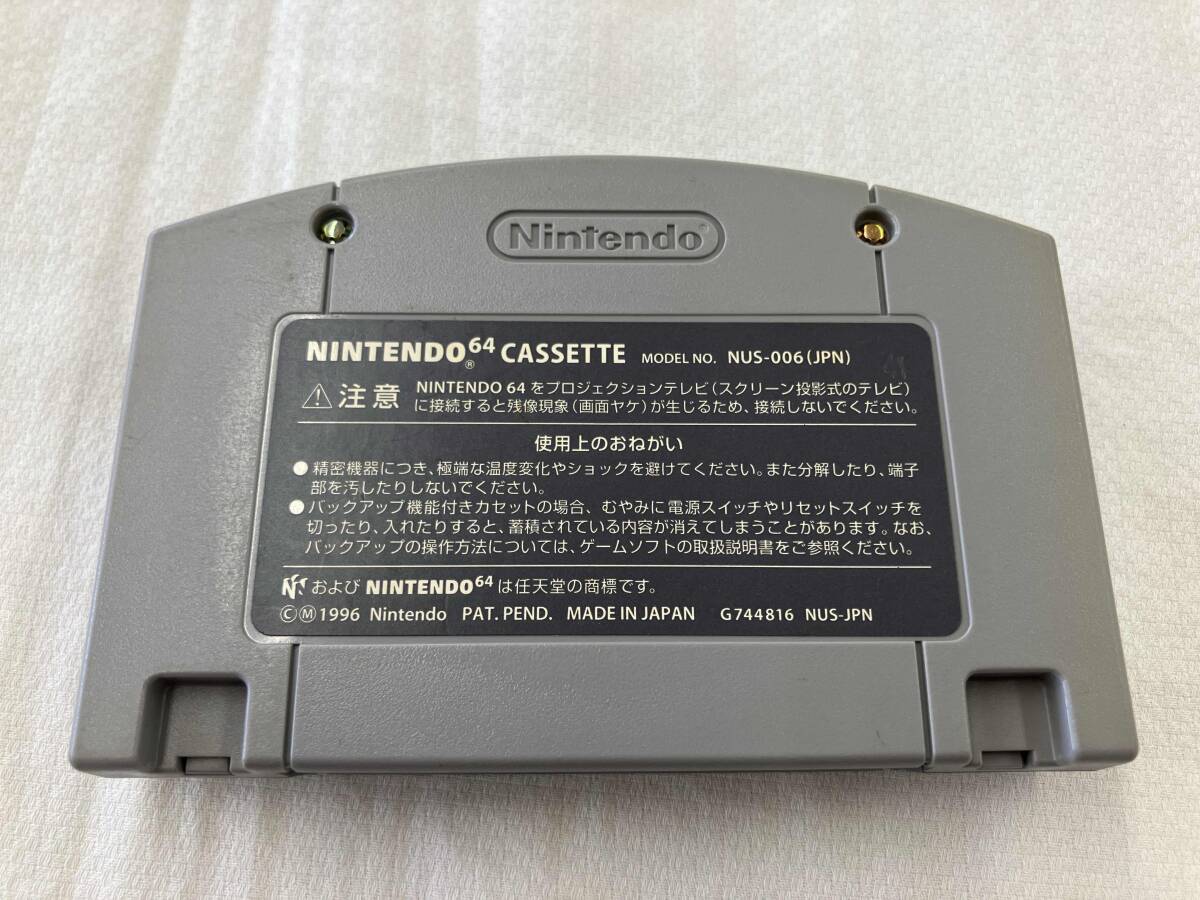 Nintendo®
NINTENDO®64 CASSETTE MODEL NO. NUS-006(JPN)
注意 NINTENDO 64 をプロジェクションテレビ(スクリーン投影式のテレビ)
に接続すると残像現象(画面ヤケ)が生じるため、接続しないでください。
使用上のおねがい
●精密機器につき、極端な温度変化やショックを避けてください。また分解したり、端子
部を汚したりしないでください。
●バックアップ機能付きカセットの場合、むやみに電源スイッチやリセットスイッチを
切ったり、入れたりすると、蓄積されている内容が消えてしまうことがあります。なお、
バックアップの操作方法については、ゲームソフトの取扱説明書をご参照ください。
および NINTENDO64 は任天堂の商標です。
ⒸⓂ1996 Nintendo PAT. PEND. MADE IN JAPAN G744816 NUS-JPN